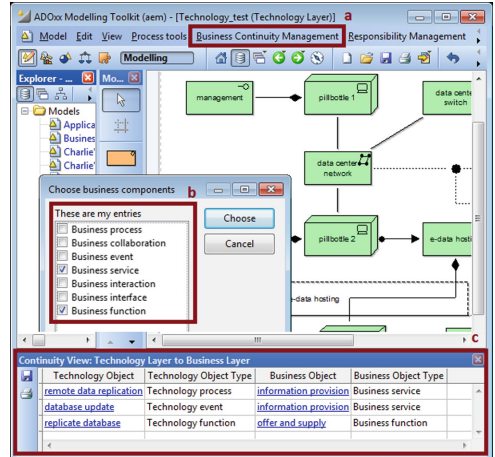 ADOxx Modelling Toolkit (aem) - [Technology_test (Technology Layer)] a
Model Edit View Process tools Business Continuity Management Responsibility Management
Modelling
Explorer - ... Mo...
Models
Applica
Busines
Charlie'
Charlie'
management
pillbottle 1
data cente
switch
data center
network
pillbottle 2
e-data hosti
e-data hosting
Choose business components b
These are my entries
Business process
Business collaboration
Business event
Business service
Business interaction
Business interface
Business function
Choose
Cancel
c
Continuity View: Technology Layer to Business Layer
Technology Object Technology Object Type Business Object Business Object Type
remote data replication Technology process information provision Business service
database update Technology event information provision Business service
replicate database Technology function offer and supply Business function